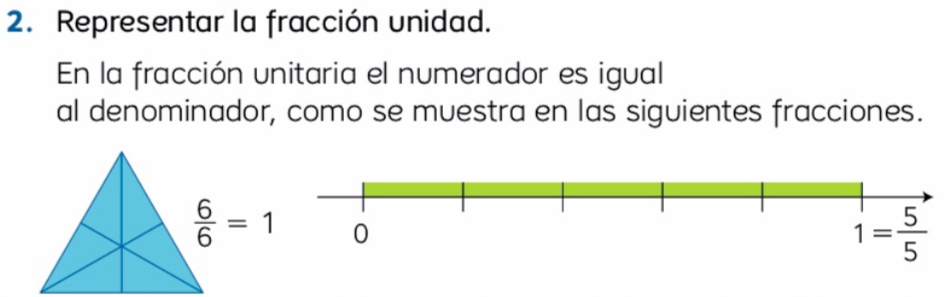 2. Representar la fracción unidad.
En la fracción unitaria el numerador es igual
al denominador, como se muestra en las siguientes fracciones.
6/6 = 1
0
1 = 5/5